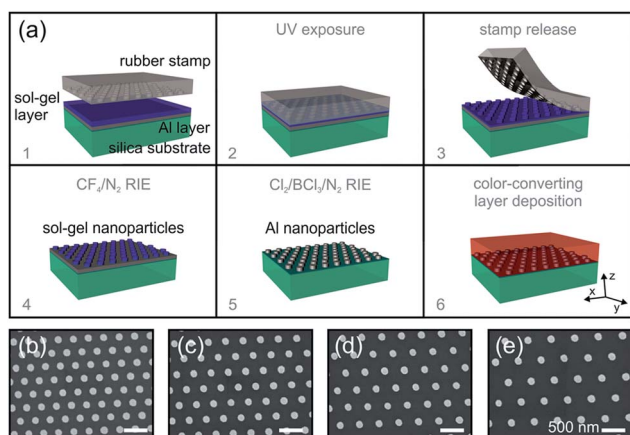 (a)
rubber stamp
sol-gel
layer
Al layer
silica substrate
1
UV exposure
2
stamp release
3
CF₄/N₂ RIE
sol-gel nanoparticles
4
Cl₂/BCl₃/N₂ RIE
Al nanoparticles
5
color-converting
layer deposition
6
z
x
y
(b)
(c)
(d)
(e)
500 nm